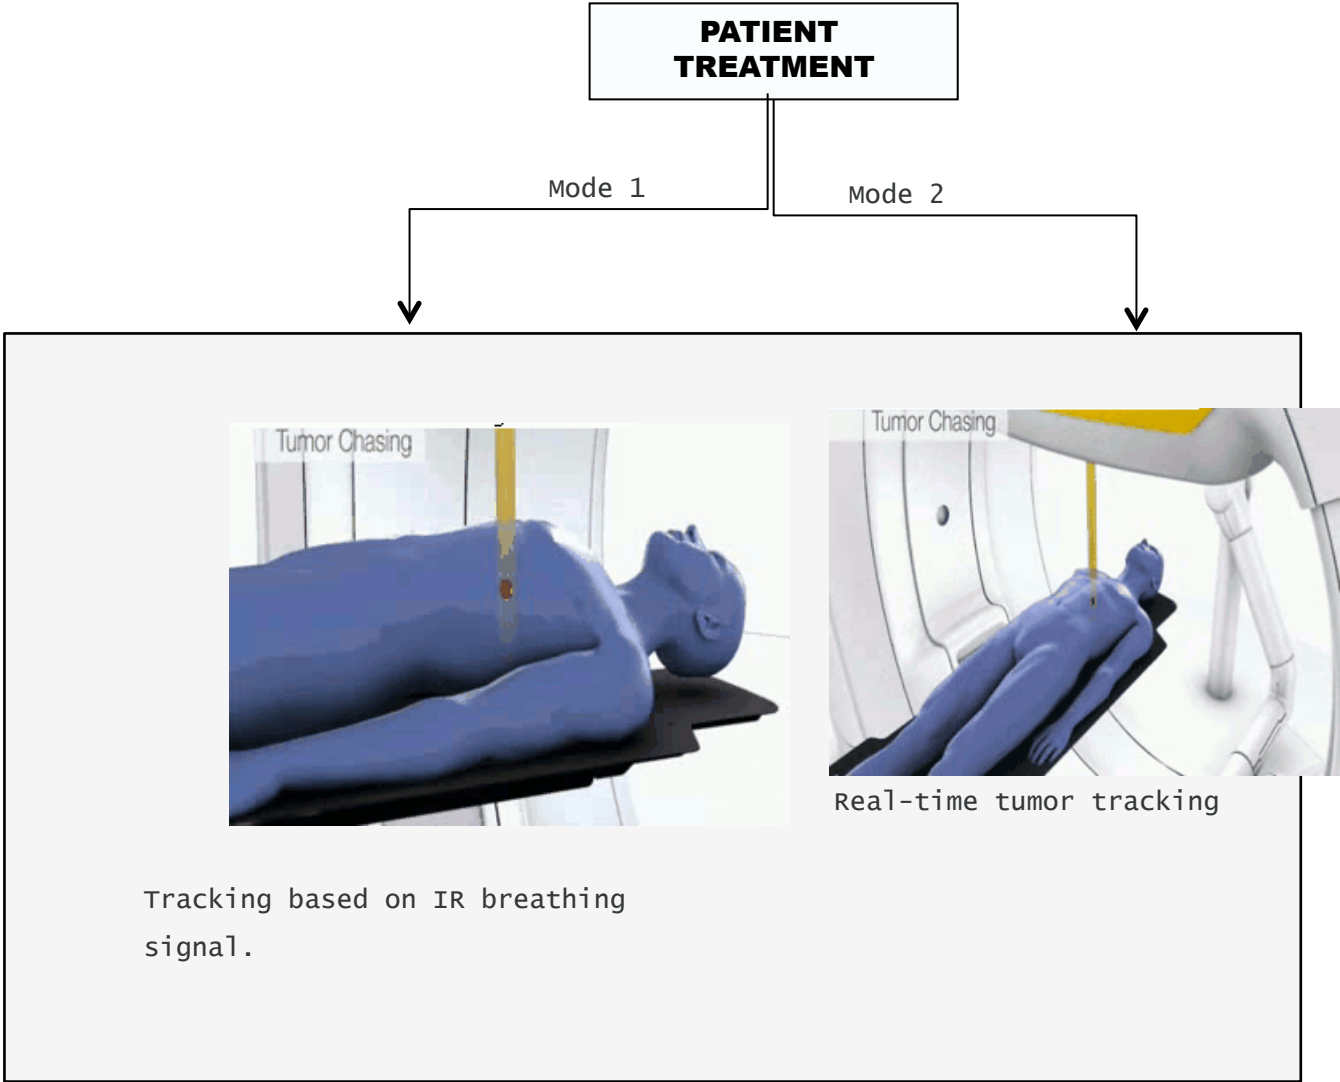 PATIENT
TREATMENT
Mode 1
Mode 2
Tumor Chasing
Tumor Chasing
Real-time tumor tracking
Tracking based on IR breathing
signal.